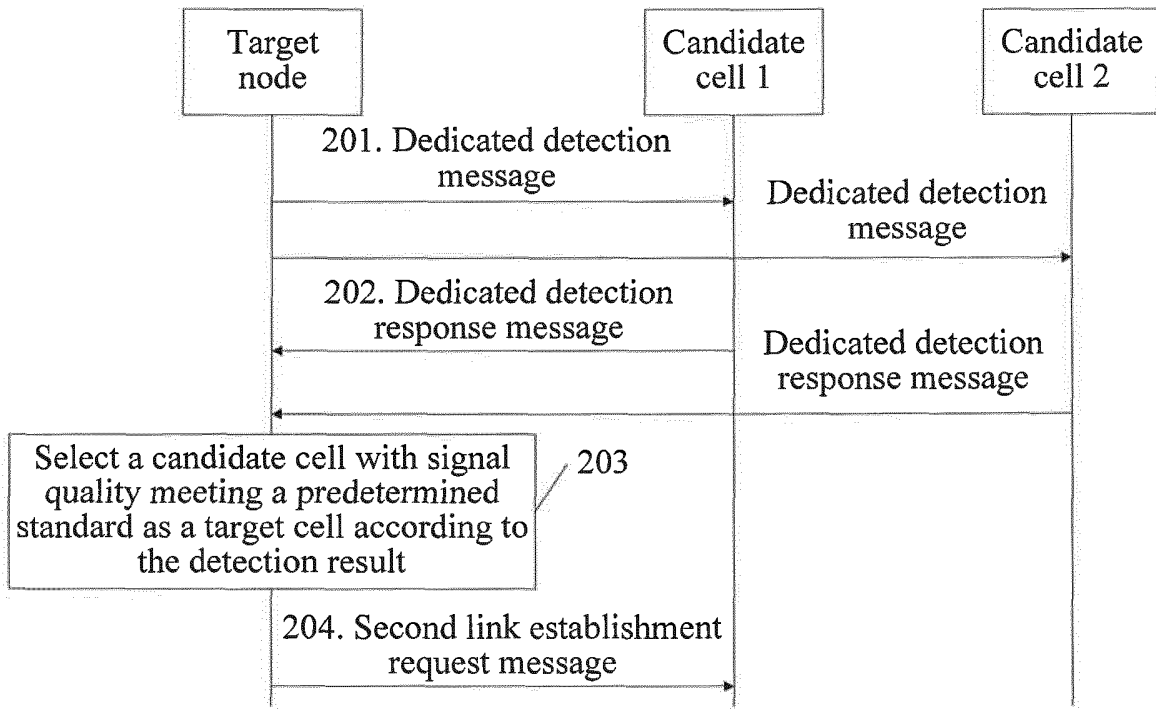 Target
node
Candidate
cell 1
Candidate
cell 2
201. Dedicated detection
message
Dedicated detection
message
202. Dedicated detection
response message
Dedicated detection
response message
Select a candidate cell with signal
quality meeting a predetermined
standard as a target cell according to
the detection result
203
204. Second link establishment
request message